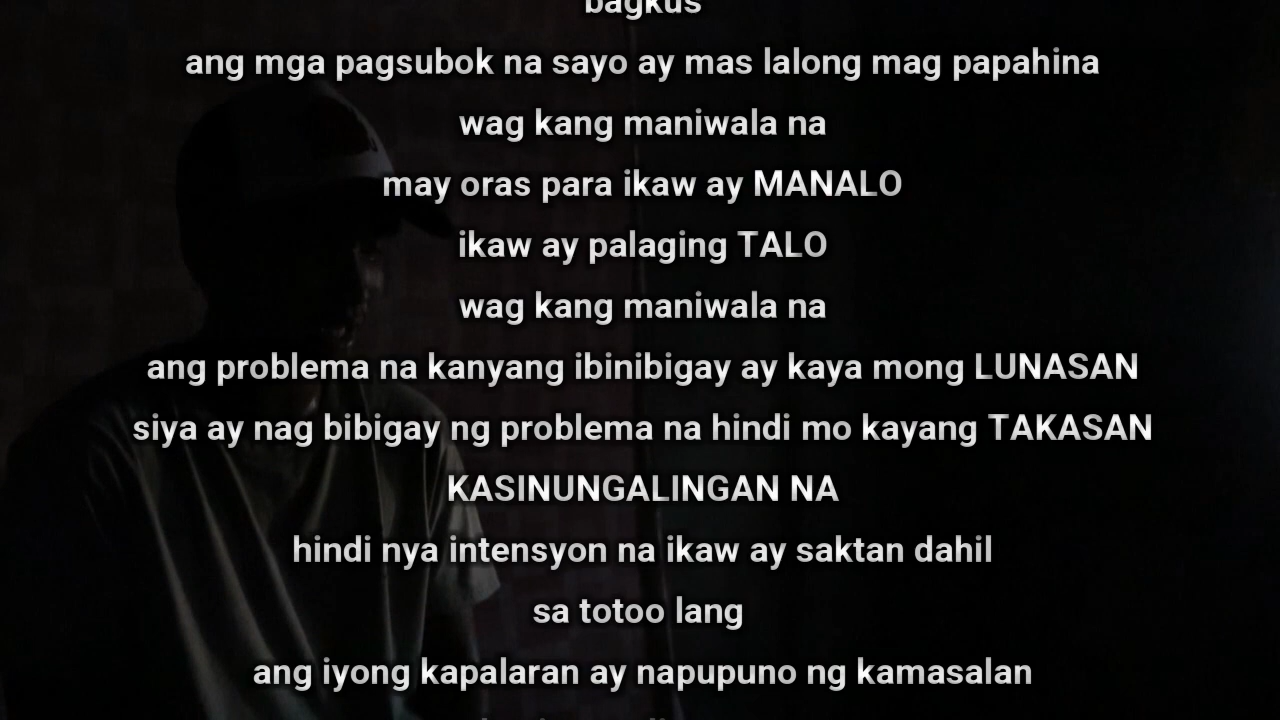 bagkus
ang mga pagsubok na sayo ay mas lalong mag papahina
wag kang maniwala na
may oras para ikaw ay MANALO
ikaw ay palaging TALO
wag kang maniwala na
ang problema na kanyang ibinibigay ay kaya mong LUNASAN
siya ay nag bibigay ng problema na hindi mo kayang TAKASAN
KASINUNGALINGAN NA
hindi nya intensyon na ikaw ay saktan dahil
sa totoo lang
ang iyong kapalaran ay napupuno ng kamasalan